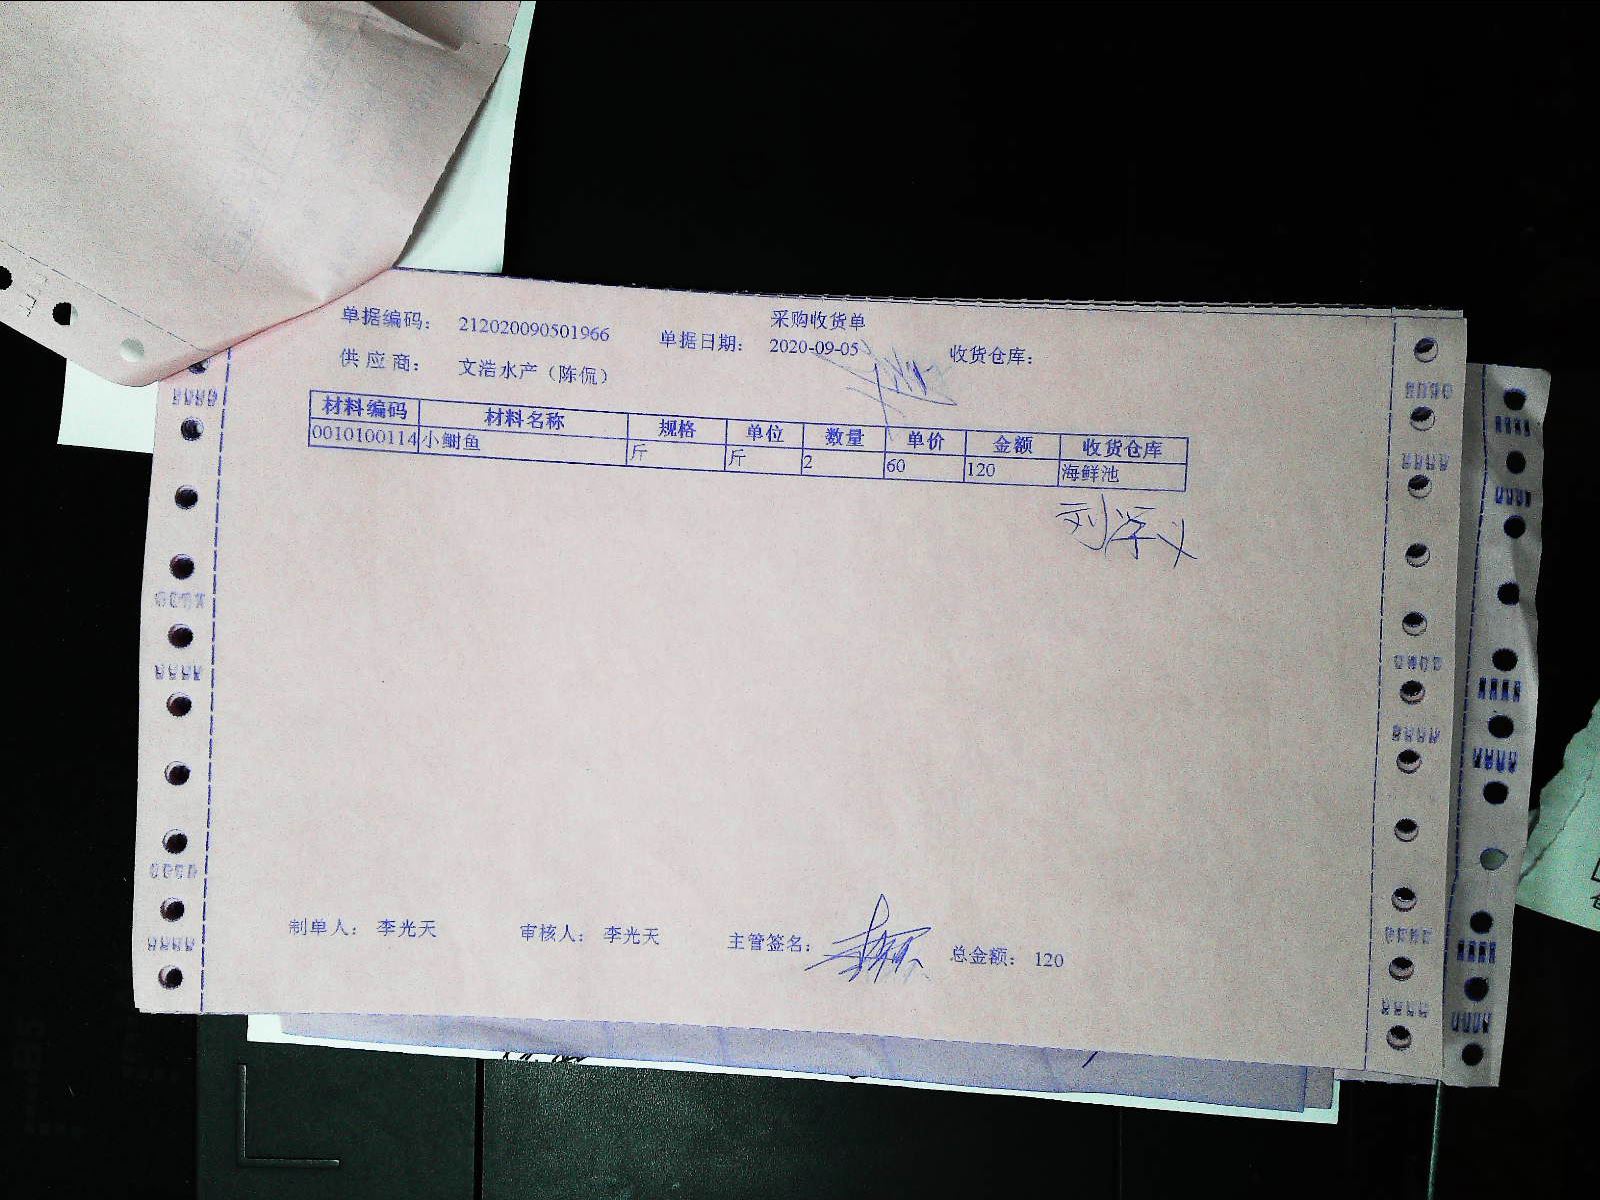 采购收货单
单据编码： 212020090501966 单据日期： 2020-09-05 收货仓库：
供 应 商： 文浩水产（陈侃）
材料编码 材料名称 规格 单位 数量 单价 金额 收货仓库
0010100114 小鲥鱼 斤 斤 2 60 120 海鲜池
制单人： 李光天 审核人： 李光天 主管签名： 总金额： 120